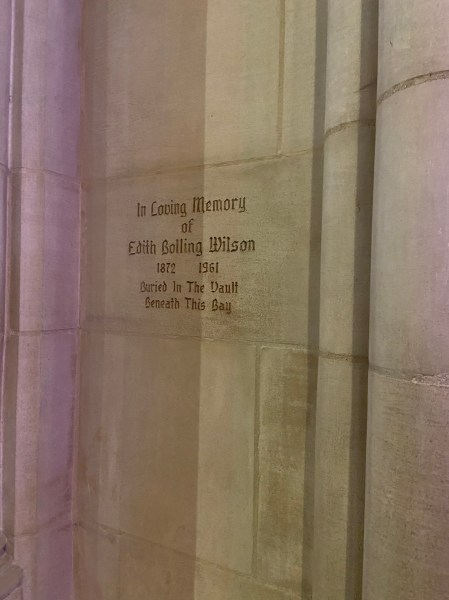 In Loving Memory
of
Edith Bolling Wilson
1872 1961
Buried In The Vault
Beneath This Bay